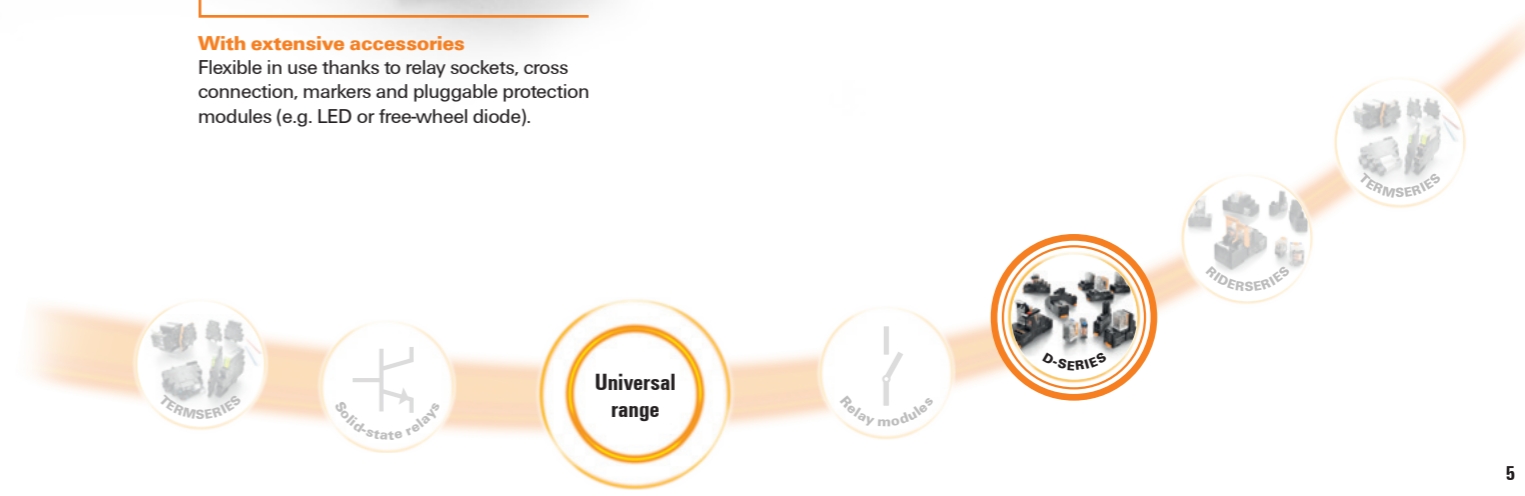 With extensive accessories
Flexible in use thanks to relay sockets, cross
connection, markers and pluggable protection
modules (e.g. LED or free-wheel diode).
TERMSERIES
RIDERSERIES
D-SERIES
TERMSERIES
Solid-state relays
Universal
range
Relay modules
5